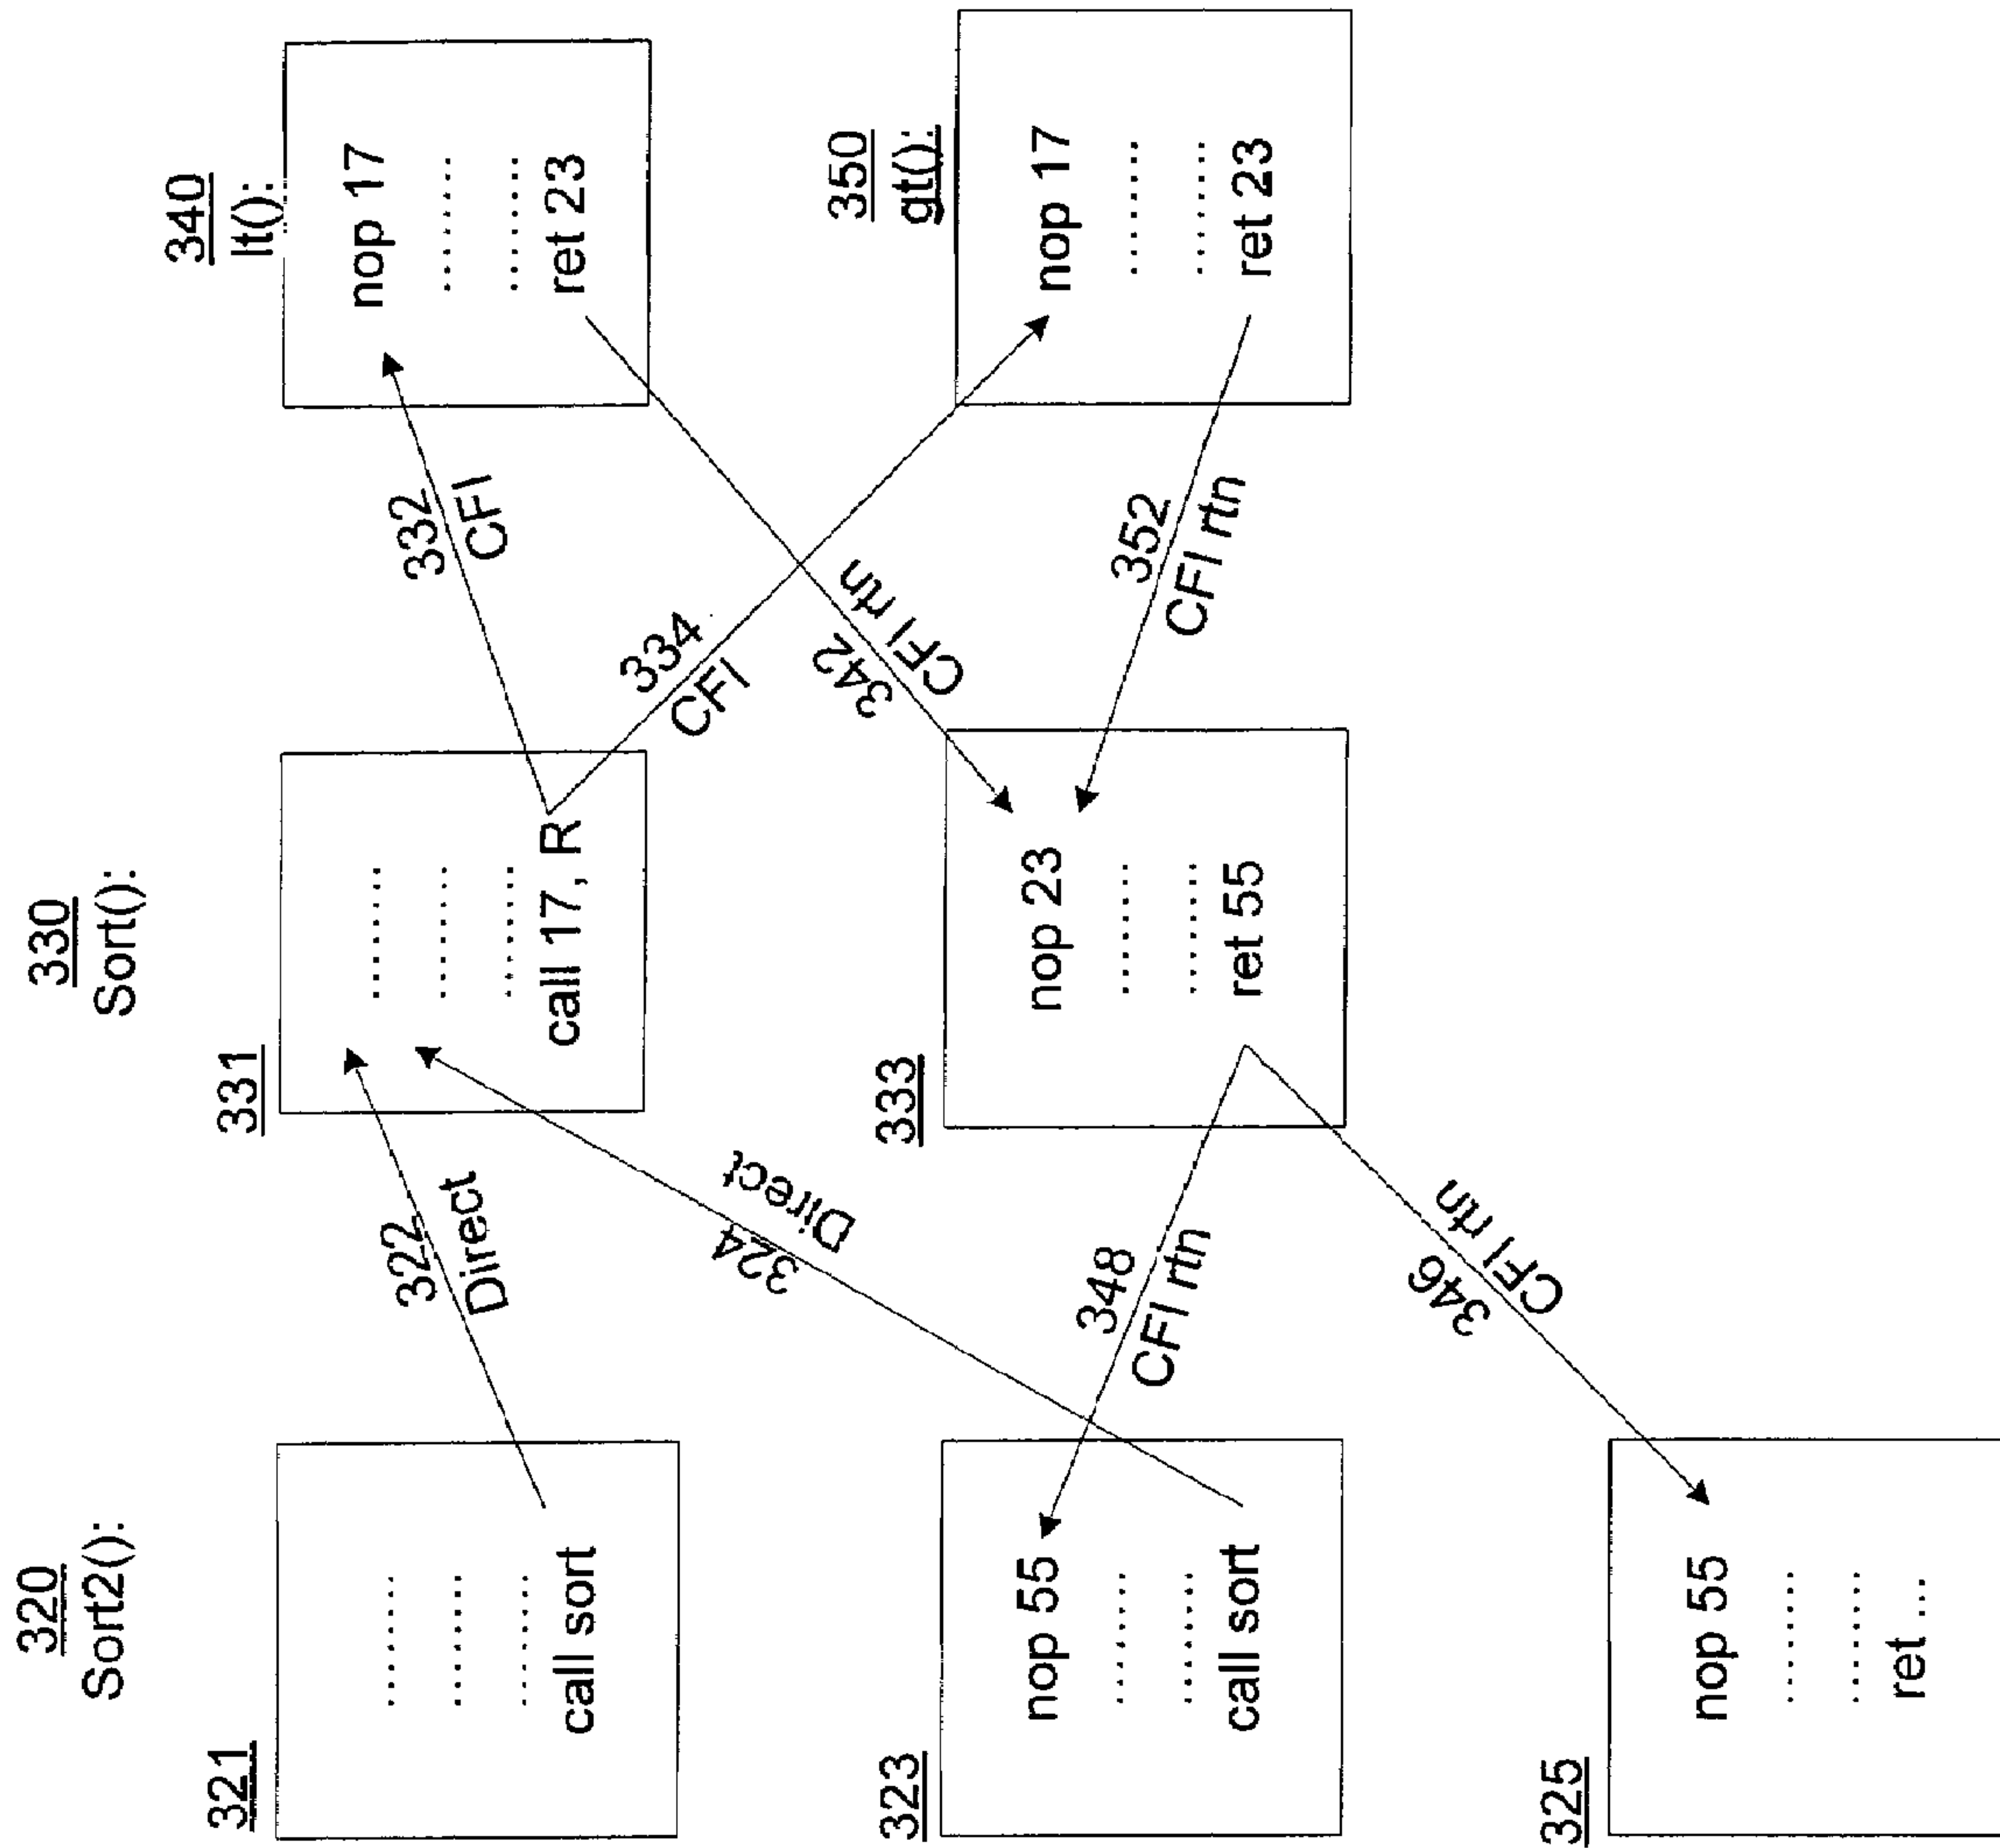 320
Sort2():
321
.........
.........
.........
call sort
323
nop 55
.........
.........
call sort
325
nop 55
.........
.........
ret ...
322
Direct
324
Direct
348
CFI rtn
346
CFI rtn
330
Sort():
331
.........
.........
.........
call 17, R
333
nop 23
.........
.........
ret 55
332
CFI
334
CFI
342
CFI rtn
352
CFI rtn
340
lt():
nop 17
.........
.........
ret 23
350
gt():
nop 17
.........
.........
ret 23